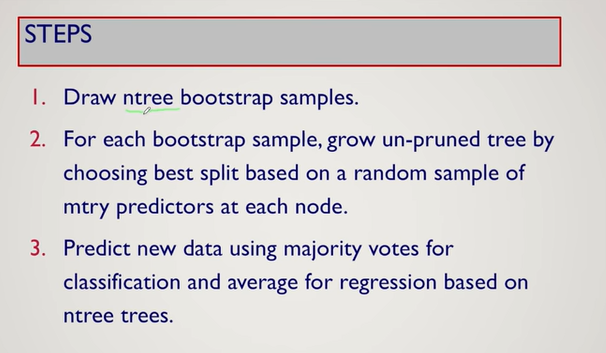 STEPS
1. Draw ntree bootstrap samples.
2. For each bootstrap sample, grow un-pruned tree by
choosing best split based on a random sample of
mtry predictors at each node.
3. Predict new data using majority votes for
classification and average for regression based on
ntree trees.